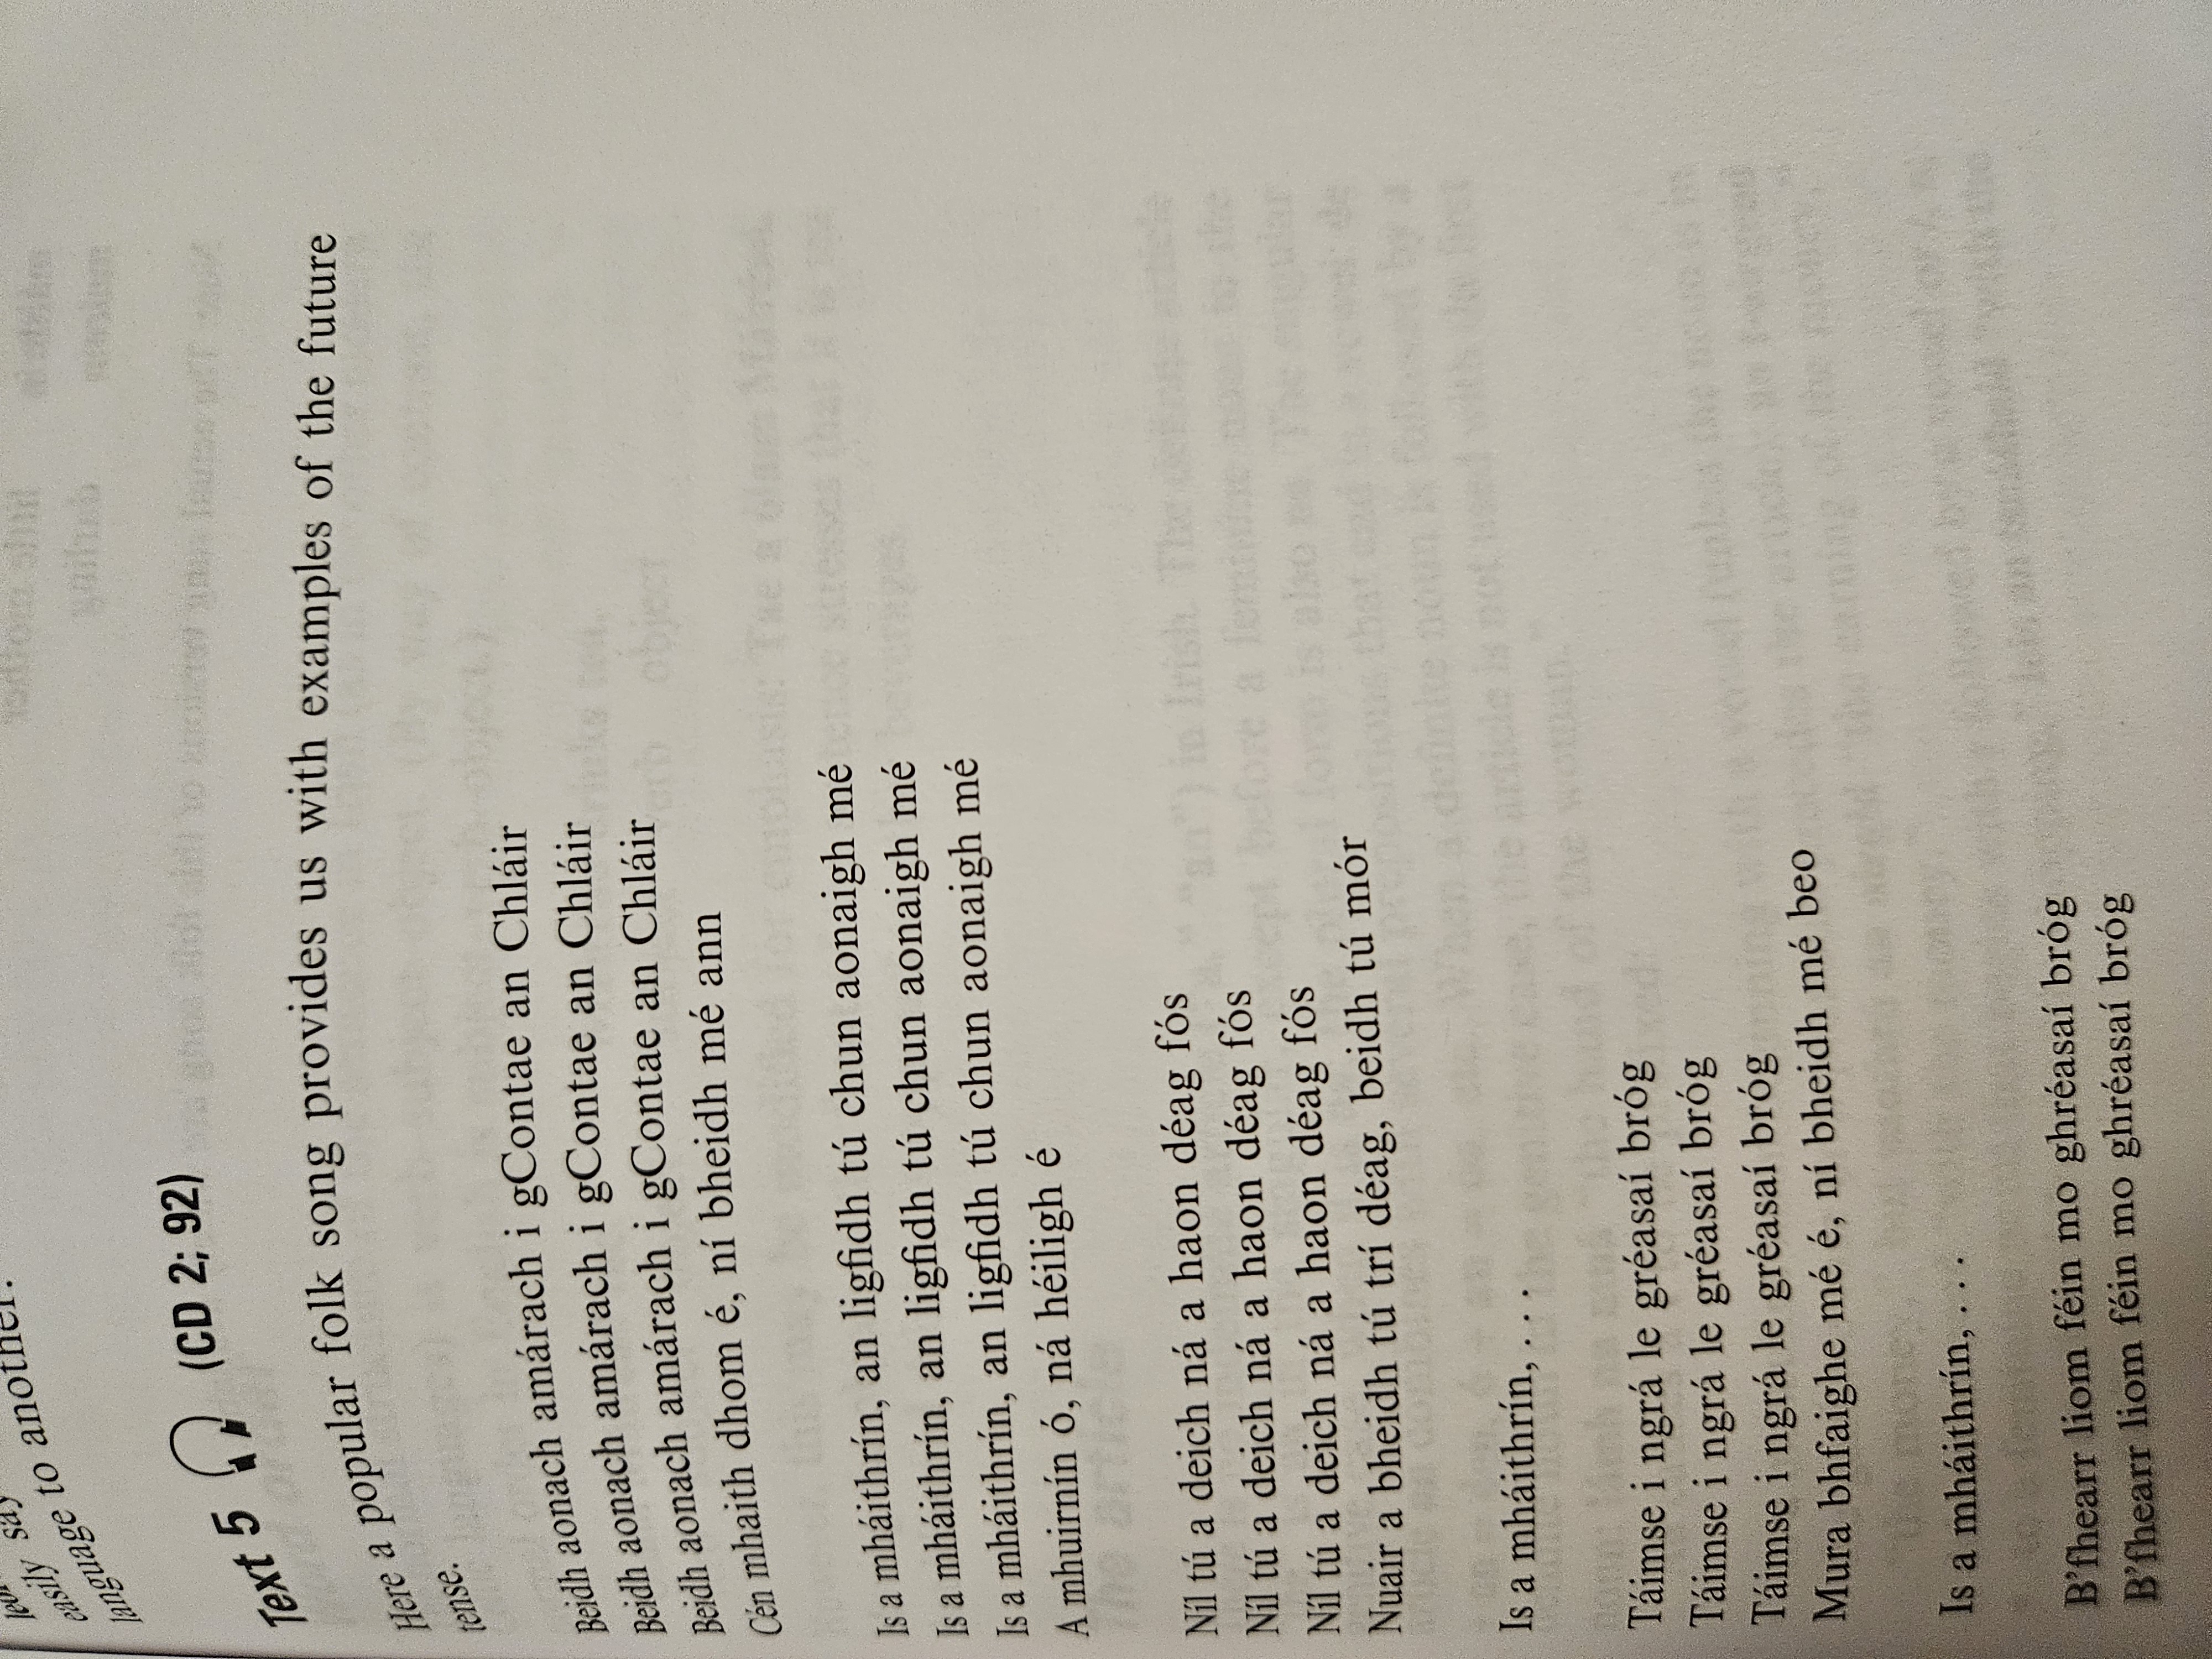 easily say
language to another.
Text 5 (CD 2; 92)
Here a popular folk song provides us with examples of the future
tense.
Beidh aonach amárach i gContae an Chláir
Beidh aonach amárach i gContae an Chláir
Beidh aonach amárach i gContae an Chláir
Cén mhaith dhom é, ní bheidh mé ann
Is a mháithrín, an ligfidh tú chun aonaigh mé
Is a mháithrín, an ligfidh tú chun aonaigh mé
Is a mháithrín, an ligfidh tú chun aonaigh mé
A mhuirnín ó, ná héiligh é
Níl tú a deich ná a haon déag fós
Níl tú a deich ná a haon déag fós
Níl tú a deich ná a haon déag fós
Nuair a bheidh tú trí déag, beidh tú mór
Is a mháithrín, . . .
Táimse i ngrá le gréasaí bróg
Táimse i ngrá le gréasaí bróg
Táimse i ngrá le gréasaí bróg
Mura bhfaighe mé é, ní bheidh mé beo
Is a mháithrín, . . .
B'fhearr liom féin mo ghréasaí bróg
B'fhearr liom féin mo ghréasaí bróg